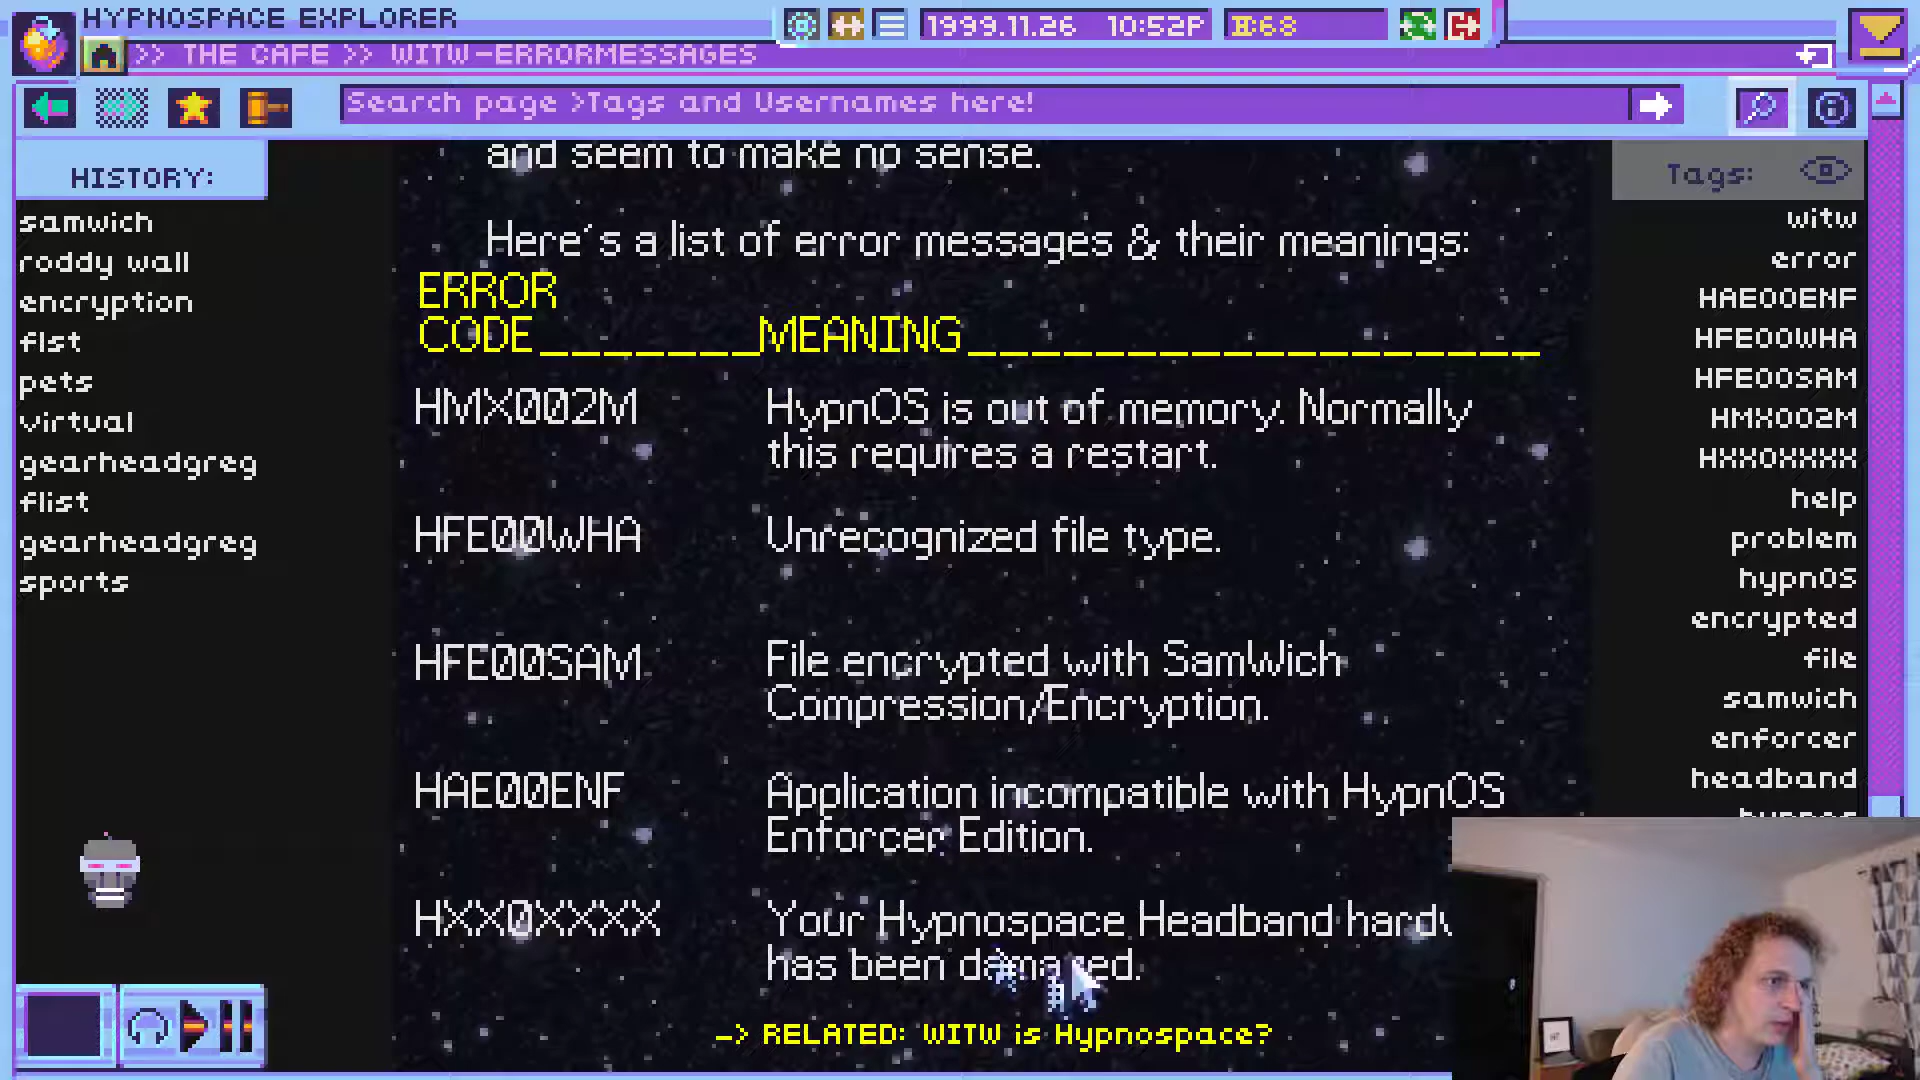 HYPNOSPACE EXPLORER
1999.11.26 10:52P
68
>> THE CAFE >> WITW-ERRORMESSAGES
Search page >Tags and Usernames here!
HISTORY:
samwich
roddy wall
encryption
flst
pets
virtual
gearheadgreg
flist
gearheadgreg
sports
and seem to make no sense.
Here's a list of error messages & their meanings:
ERROR
CODE_______MEANING__________________
HMX002M HypnOS is out of memory. Normally
this requires a restart.
HFE00WHA Unrecognized file type.
HFE00SAM File encrypted with SamWich
Compression/Encryption.
HAE00ENF Application incompatible with HypnOS
Enforcer Edition.
HXX0XXXX Your Hypnospace Headband
has been damaged.
-> RELATED: WITW is Hypnospace?
Tags:
witw
error
HAE00ENF
HFE00WHA
HFE00SAM
HMX002M
HXX0XXXX
help
problem
hypnOS
encrypted
file
samwich
enforcer
headband